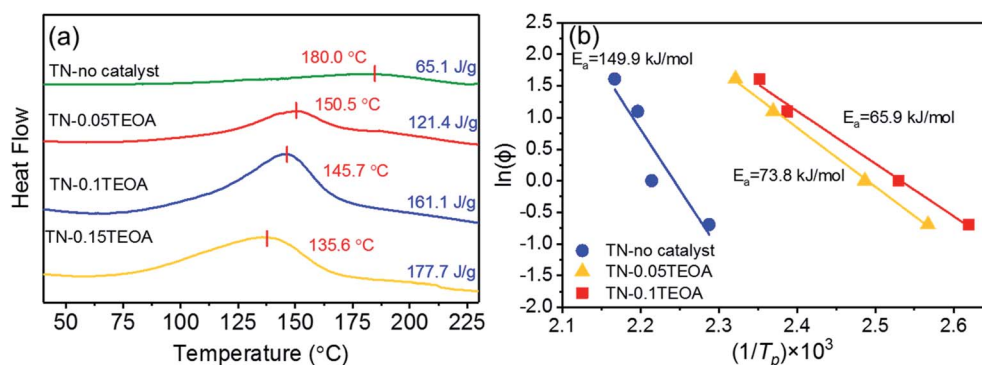 (a)
TN-no catalyst
180.0 °C
65.1 J/g
TN-0.05TEOA
150.5 °C
121.4 J/g
TN-0.1TEOA
145.7 °C
161.1 J/g
TN-0.15TEOA
135.6 °C
177.7 J/g
Heat Flow
50 75 100 125 150 175 200 225
Temperature (°C)
(b)
Eₐ=149.9 kJ/mol
Eₐ=65.9 kJ/mol
Eₐ=73.8 kJ/mol
TN-no catalyst
TN-0.05TEOA
TN-0.1TEOA
ln(ϕ)
2.5
2.0
1.5
1.0
0.5
0.0
-0.5
-1.0
-1.5
-2.0
2.1 2.2 2.3 2.4 2.5 2.6
(1/Tₚ)×10³